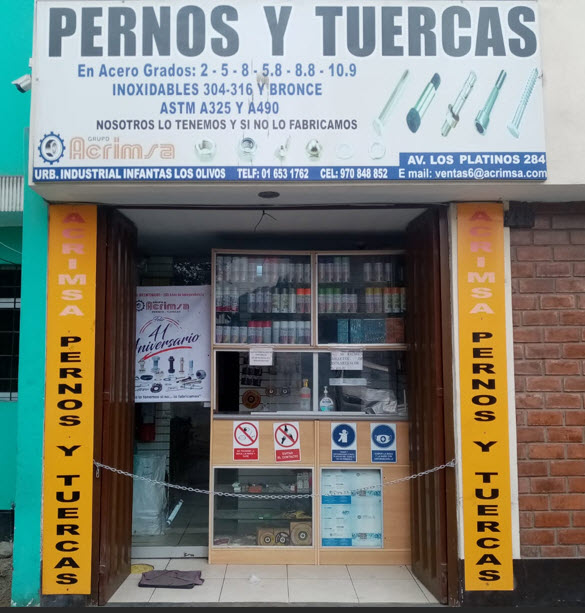 PERNOS Y TUERCAS
En Acero Grados: 2 - 5 - 8 - 5.8 - 8.8 - 10.9
INOXIDABLES 304-316 Y BRONCE
ASTM A325 Y A490
NOSOTROS LO TENEMOS Y SI NO LO FABRICAMOS
GRUPO
Acrimsa
URB. INDUSTRIAL INFANTAS LOS OLIVOS TELF: 01 653 1762 CEL: 970 848 852
AV. LOS PLATINOS 284
E mail: ventas6@acrimsa.com
ACRIMSA PERNOS Y TUERCAS
Acrimsa
41
Aniversario
ACRIMSA PERNOS Y TUERCAS